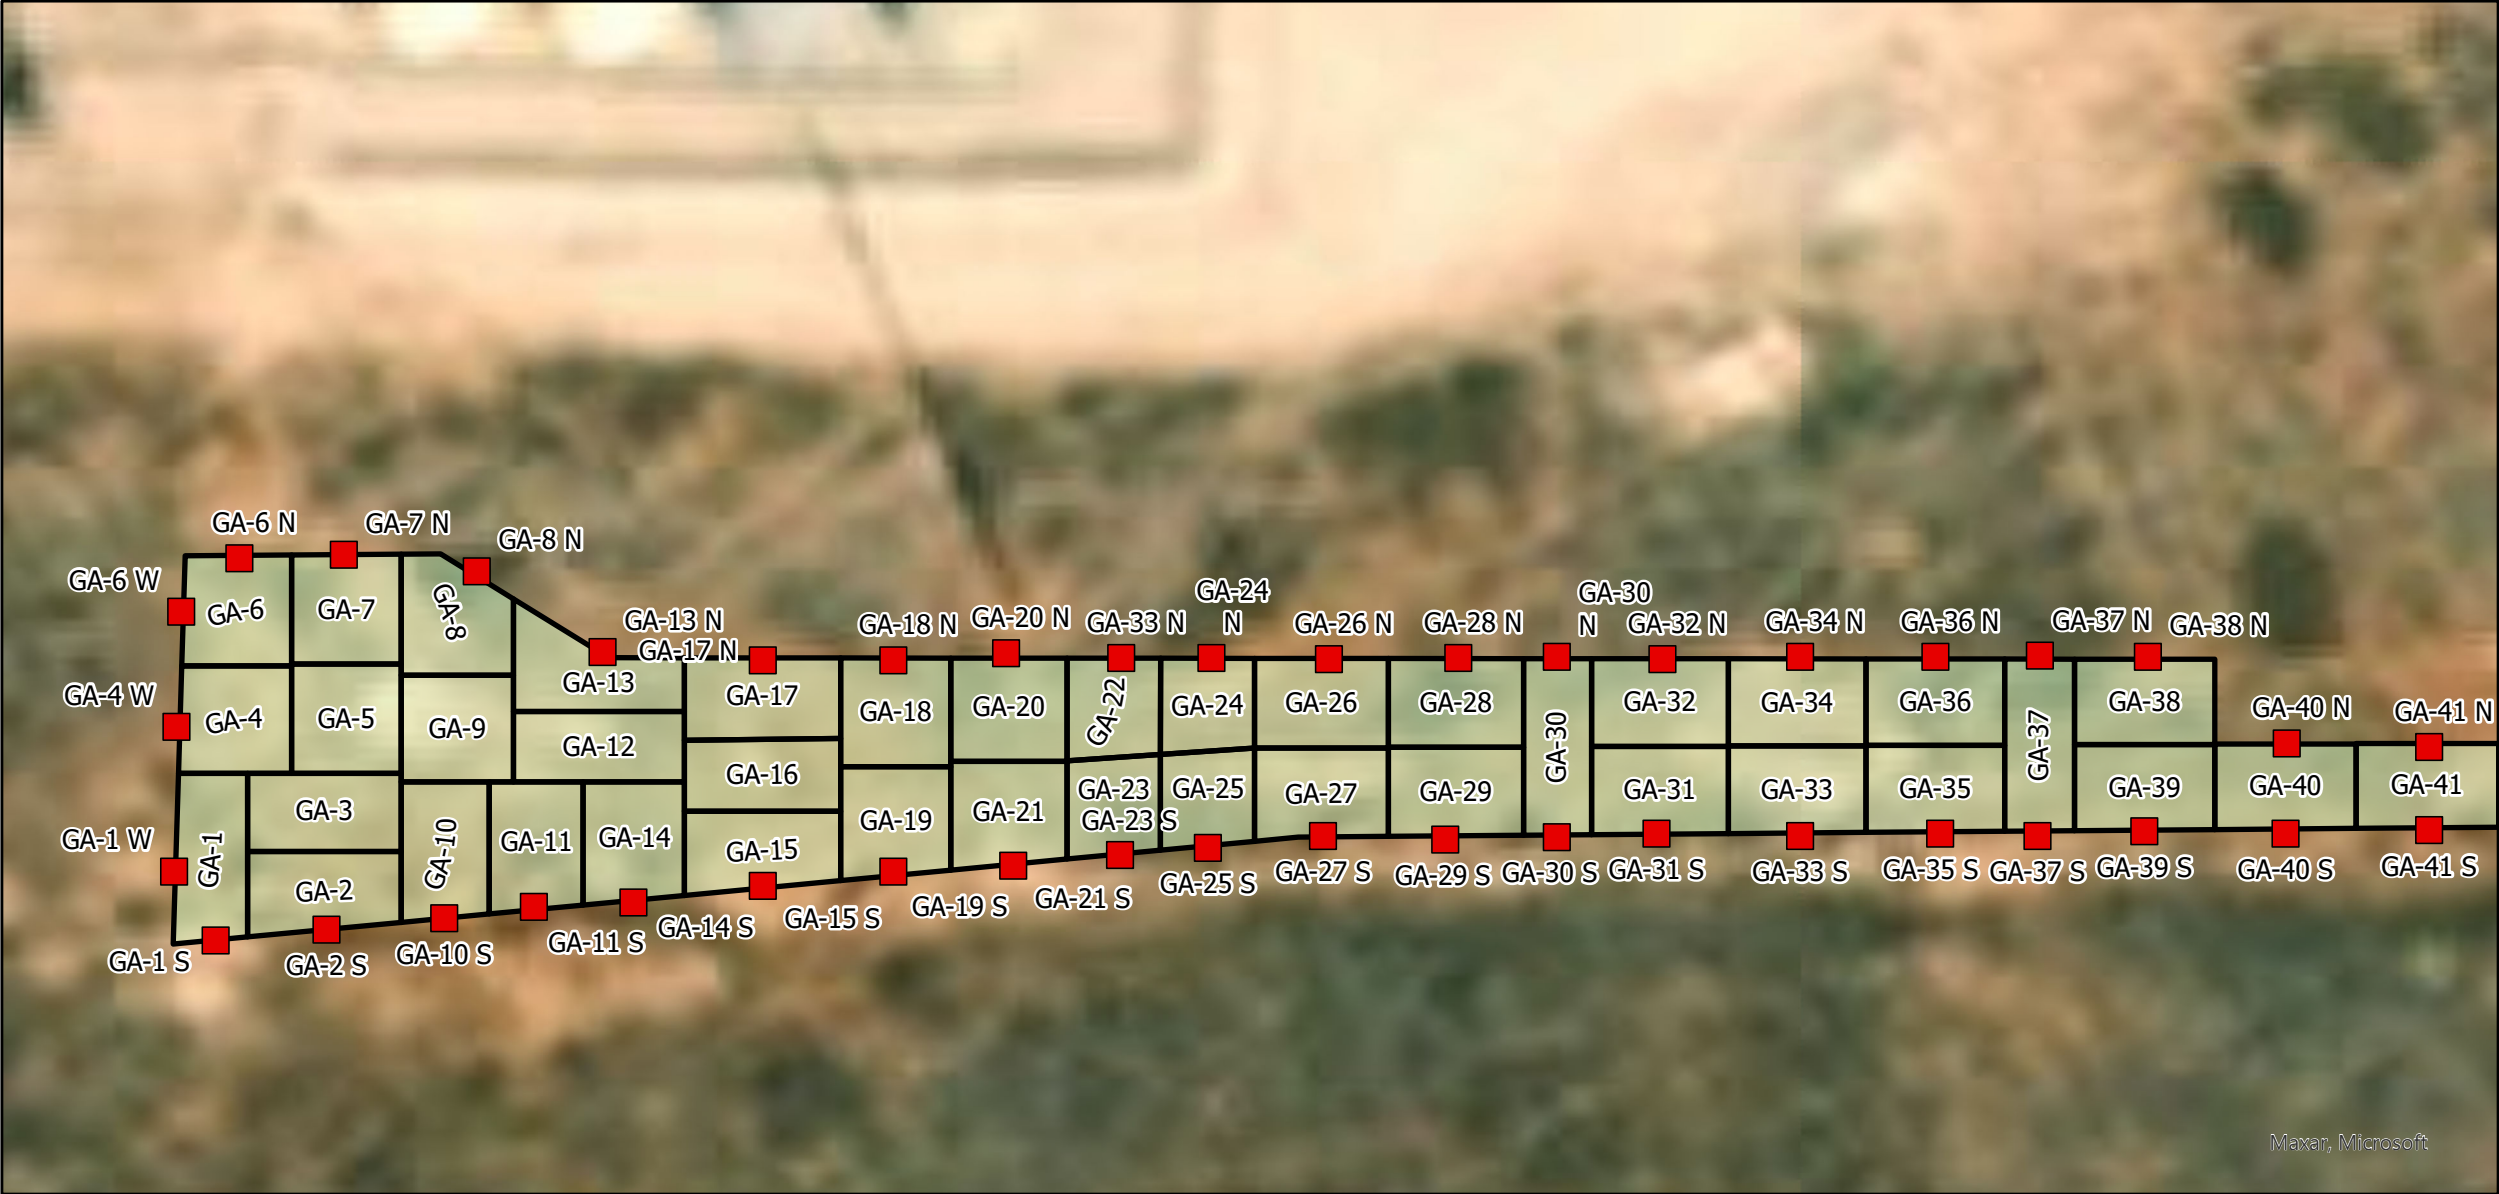 GA-6 N
GA-7 N
GA-8 N
GA-6 W
GA-6
GA-7
GA-8
GA-24
N
GA-30
N
GA-13 N
GA-17 N
GA-18 N
GA-20 N
GA-33 N
GA-26 N
GA-28 N
GA-32 N
GA-34 N
GA-36 N
GA-37 N
GA-38 N
GA-4 W
GA-4
GA-5
GA-9
GA-13
GA-12
GA-17
GA-16
GA-18
GA-20
GA-22
GA-24
GA-26
GA-28
GA-30
GA-32
GA-34
GA-36
GA-37
GA-38
GA-40 N
GA-41 N
GA-1 W
GA-1
GA-3
GA-2
GA-10
GA-11
GA-14
GA-15
GA-19
GA-21
GA-23
GA-23 S
GA-25
GA-27
GA-29
GA-31
GA-33
GA-35
GA-39
GA-40
GA-41
GA-1 S
GA-2 S
GA-10 S
GA-11 S
GA-14 S
GA-15 S
GA-19 S
GA-21 S
GA-25 S
GA-27 S
GA-29 S
GA-30 S
GA-31 S
GA-33 S
GA-35 S
GA-37 S
GA-39 S
GA-40 S
GA-41 S
Maxar, Microsoft